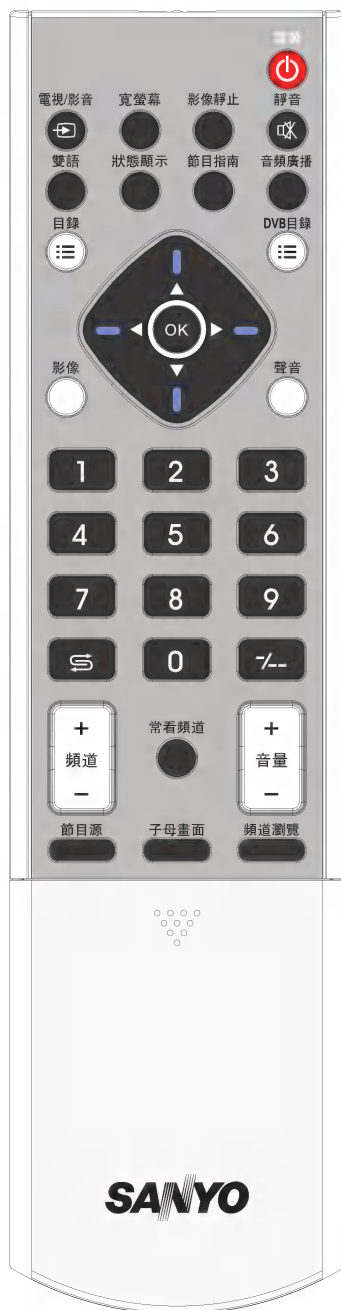 電視/影音 寬螢幕 影像靜止 靜音
雙語 狀態顯示 節目指南 音頻廣播
目錄 DVB目錄
OK
影像 聲音
1 2 3
4 5 6
7 8 9
0 -/--
+ +
頻道 常看頻道 音量
- -
節目源 子母畫面 頻道瀏覽
SANYO